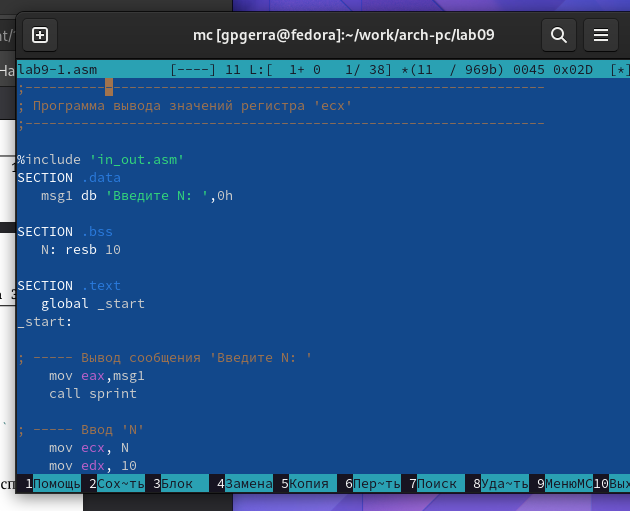 mc [gpgerra@fedora]:~/work/arch-pc/lab09
lab9-1.asm [----] 11 L:[ 1+ 0 1/ 38] *(11 / 969b) 0045 0x02D [*]
;-----------------------------------------------------------------
; Программа вывода значений регистра 'ecx'
;-----------------------------------------------------------------
%include 'in_out.asm'
SECTION .data
msg1 db 'Введите N: ',0h
SECTION .bss
N: resb 10
SECTION .text
global _start
_start:
; ----- Вывод сообщения 'Введите N: '
mov eax,msg1
call sprint
; ----- Ввод 'N'
mov ecx, N
mov edx, 10
1Помощь 2Сох~ть 3Блок 4Замена 5Копия 6Пер~ть 7Поиск 8Уда~ть 9МенюMC 10Вых